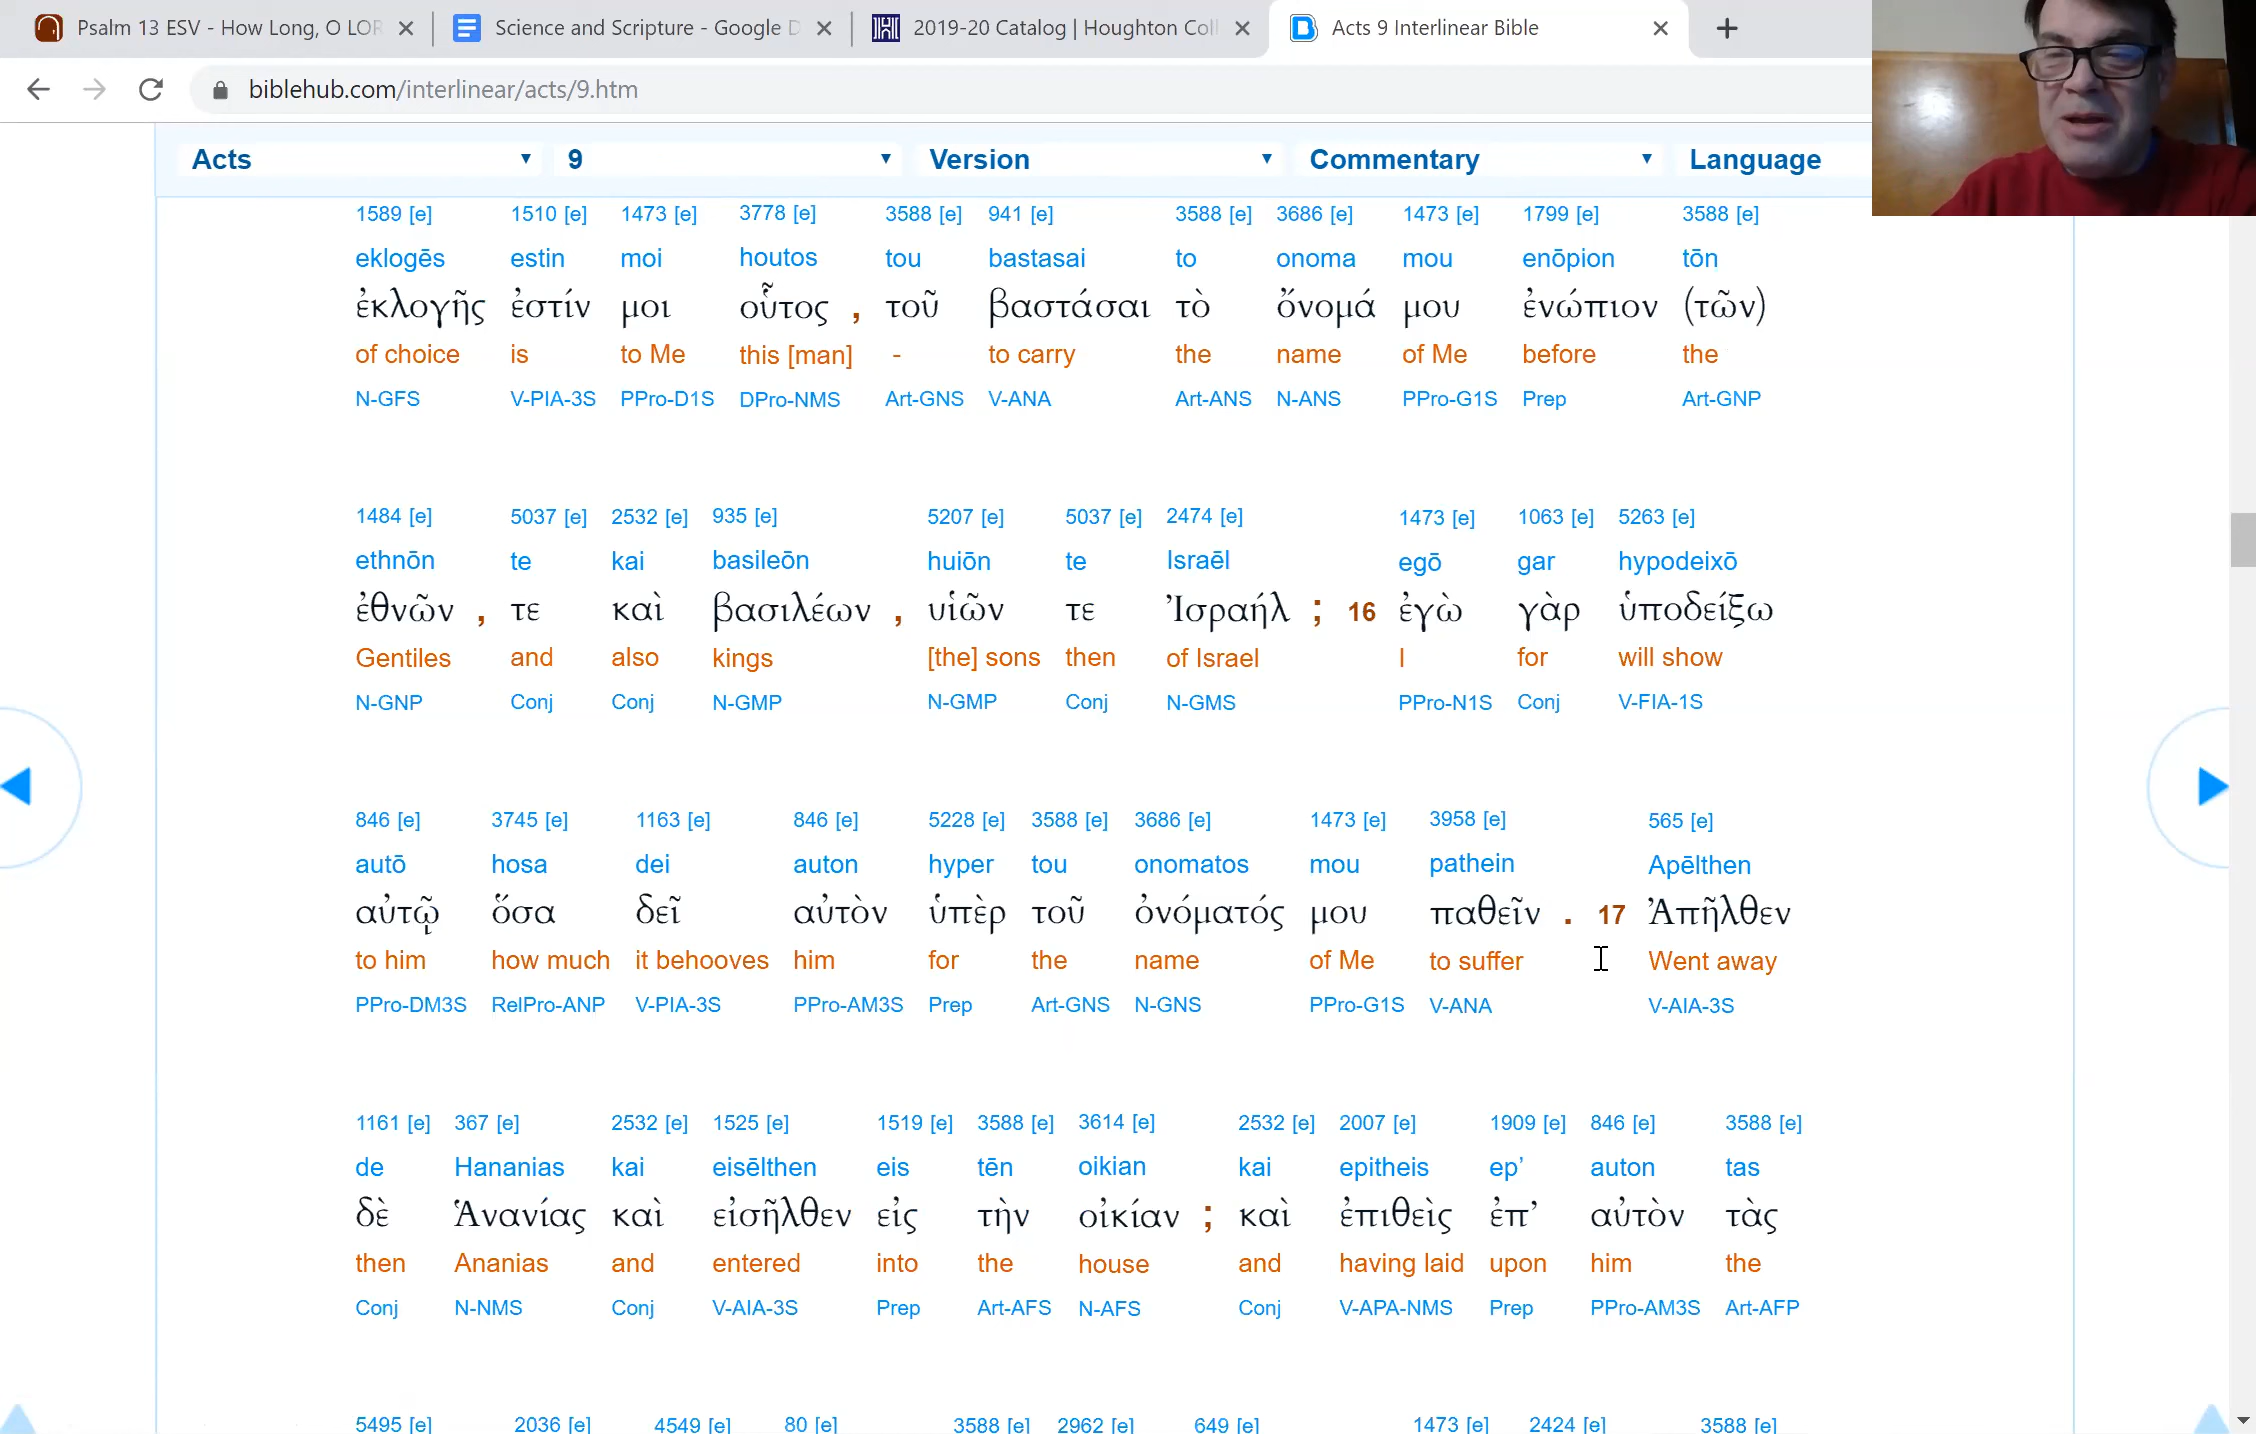 Psalm 13 ESV - How Long, O LOR
Science and Scripture - Google D
2019-20 Catalog | Houghton Coll
Acts 9 Interlinear Bible
biblehub.com/interlinear/acts/9.htm
Acts 9 Version Commentary Language
1589 [e] 1510 [e] 1473 [e] 3778 [e] 3588 [e] 941 [e] 3588 [e] 3686 [e] 1473 [e] 1799 [e] 3588 [e]
eklogēs estin moi houtos tou bastasai to onoma mou enōpion tōn
ἐκλογῆς ἐστίν μοι οὗτος , τοῦ βαστάσαι τὸ ὄνομά μου ἐνώπιον (τῶν)
of choice is to Me this [man] - to carry the name of Me before the
N-GFS V-PIA-3S PPro-D1S DPro-NMS Art-GNS V-ANA Art-ANS N-ANS PPro-G1S Prep Art-GNP
1484 [e] 5037 [e] 2532 [e] 935 [e] 5207 [e] 5037 [e] 2474 [e] 1473 [e] 1063 [e] 5263 [e]
ethnōn te kai basileōn huiōn te Israēl egō gar hypodeixō
ἐθνῶν , τε καὶ βασιλέων , υἱῶν τε Ἰσραήλ ; 16 ἐγὼ γὰρ ὑποδείξω
Gentiles and also kings [the] sons then of Israel I for will show
N-GNP Conj Conj N-GMP N-GMP Conj N-GMS PPro-N1S Conj V-FIA-1S
846 [e] 3745 [e] 1163 [e] 846 [e] 5228 [e] 3588 [e] 3686 [e] 1473 [e] 3958 [e] 565 [e]
autō hosa dei auton hyper tou onomatos mou pathein Apēlthen
αὐτῷ ὅσα δεῖ αὐτὸν ὑπὲρ τοῦ ὀνόματός μου παθεῖν . 17 Ἀπῆλθεν
to him how much it behooves him for the name of Me to suffer Went away
PPro-DM3S RelPro-ANP V-PIA-3S PPro-AM3S Prep Art-GNS N-GNS PPro-G1S V-ANA V-AIA-3S
1161 [e] 367 [e] 2532 [e] 1525 [e] 1519 [e] 3588 [e] 3614 [e] 2532 [e] 2007 [e] 1909 [e] 846 [e] 3588 [e]
de Hananias kai eisēlthen eis tēn oikian kai epitheis ep’ auton tas
δὲ Ἁνανίας καὶ εἰσῆλθεν εἰς τὴν οἰκίαν ; καὶ ἐπιθεὶς ἐπ’ αὐτὸν τὰς
then Ananias and entered into the house and having laid upon him the
Conj N-NMS Conj V-AIA-3S Prep Art-AFS N-AFS Conj V-APA-NMS Prep PPro-AM3S Art-AFP
5495 [e] 2036 [e] 4549 [e] 80 [e] 3588 [e] 2962 [e] 649 [e] 1473 [e] 2424 [e] 3588 [e]